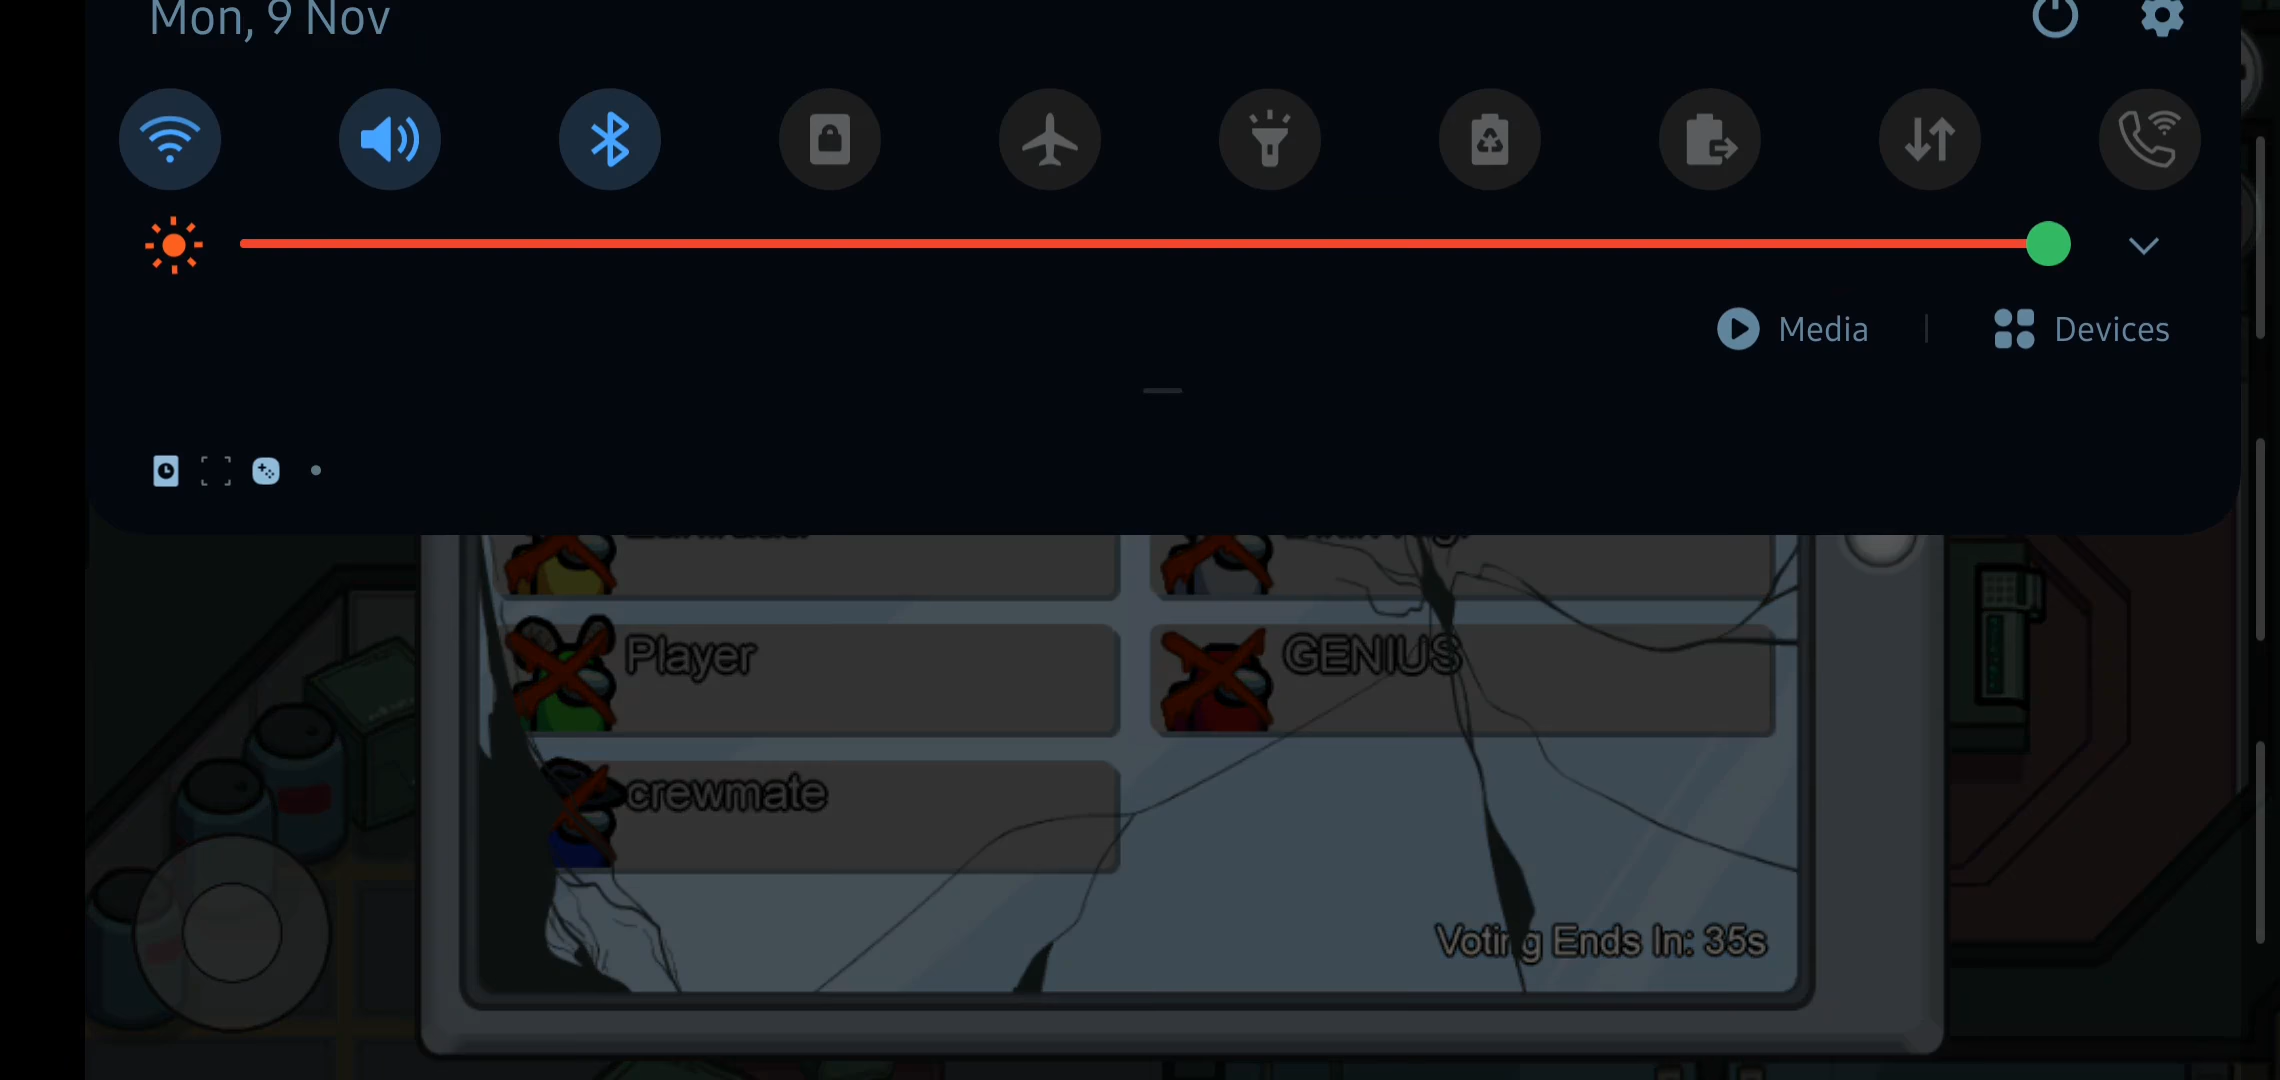 Mon, 9 Nov
Media
Devices
Player
GENIUS
crewmate
Voting Ends In: 35s